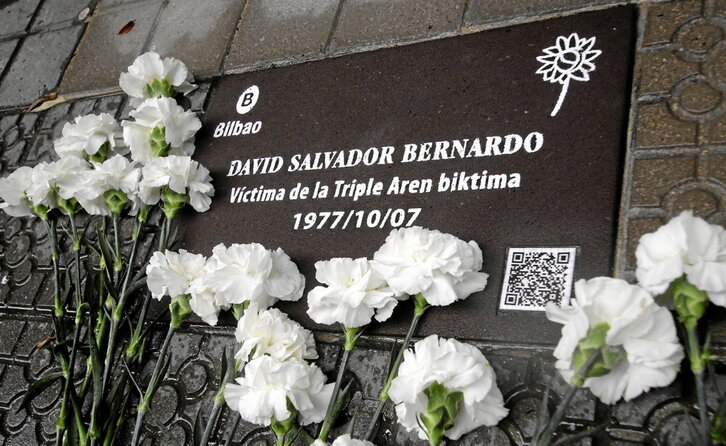 B
Bilbao
DAVID SALVADOR BERNARDO
Víctima de la Triple Aren biktima
1977/10/07